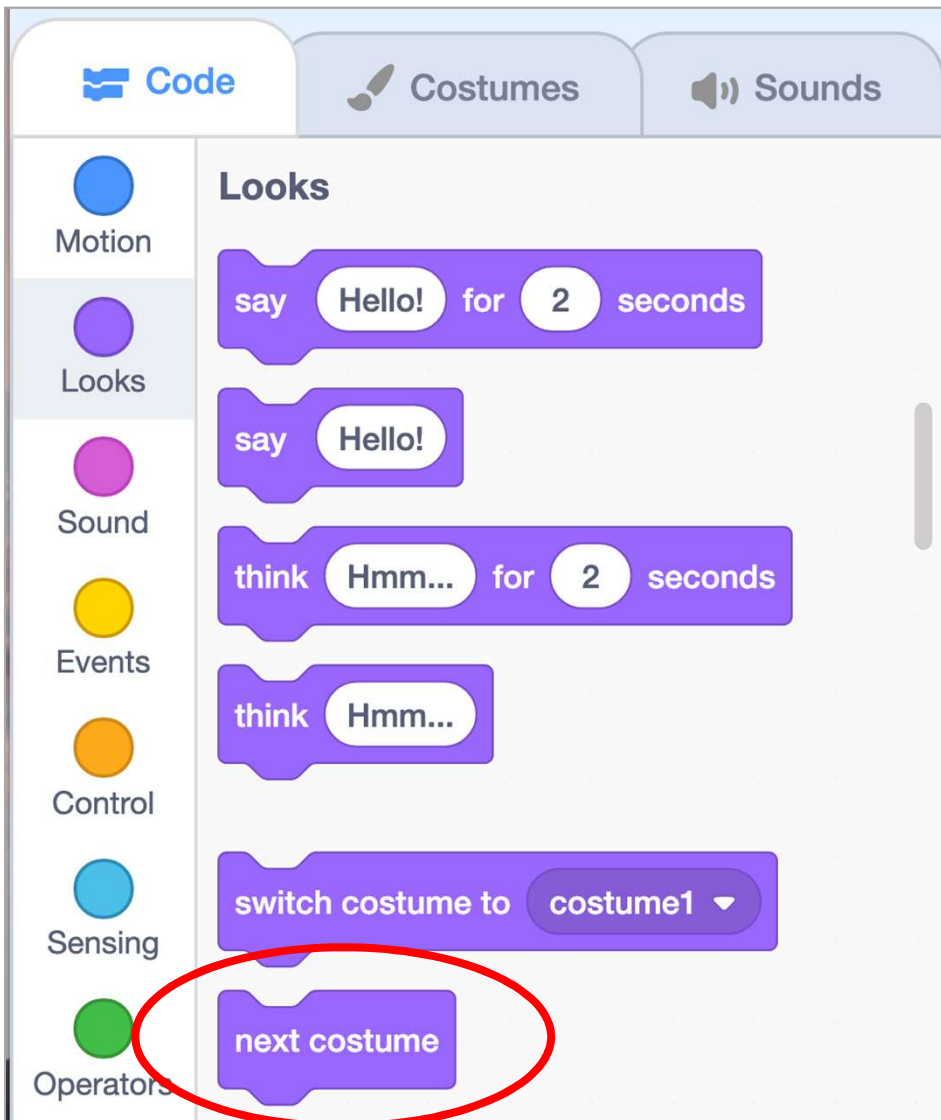 Code Costumes Sounds
Motion
Looks
Sound
Events
Control
Sensing
Operators
Looks
say Hello! for 2 seconds
say Hello!
think Hmm... for 2 seconds
think Hmm...
switch costume to costume1
next costume